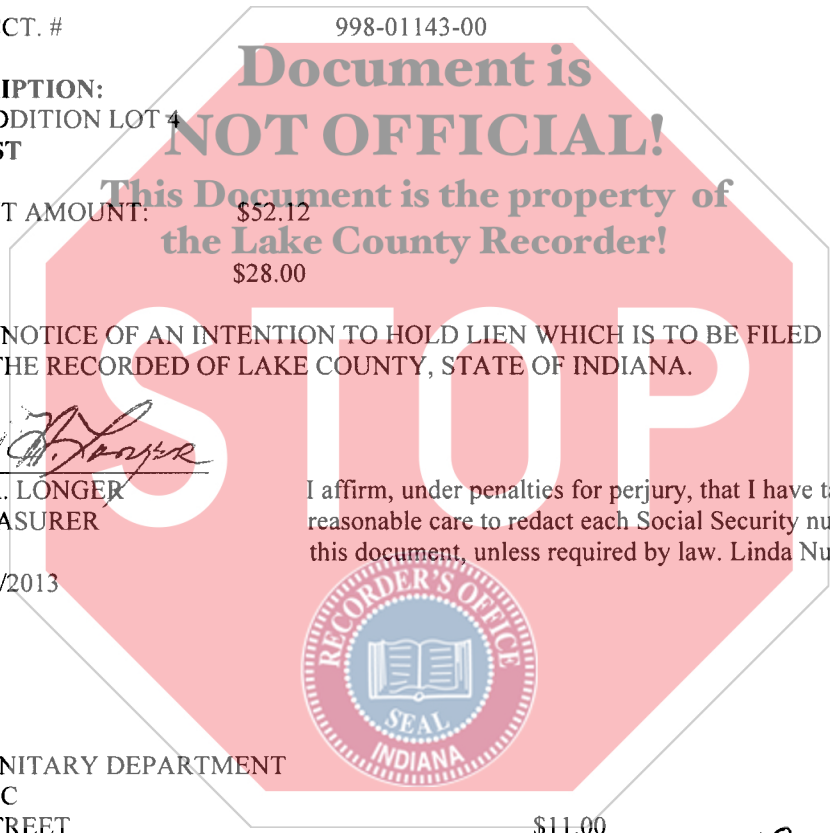 CT. # 998-01143-00
Document is
IPTION:
DDITION LOT 4
NOT OFFICIAL!
ST
This Document is the property of
T AMOUNT: $52.12
the Lake County Recorder!
$28.00
NOTICE OF AN INTENTION TO HOLD LIEN WHICH IS TO BE FILED
THE RECORDED OF LAKE COUNTY, STATE OF INDIANA.
STOP
. LONGER
ASURER
I affirm, under penalties for perjury, that I have ta
reasonable care to redact each Social Security nu
this document, unless required by law. Linda Nu
/2013
RECORDER'S OFFICE
SEAL
INDIANA
NITARY DEPARTMENT
C
TREET $11.00